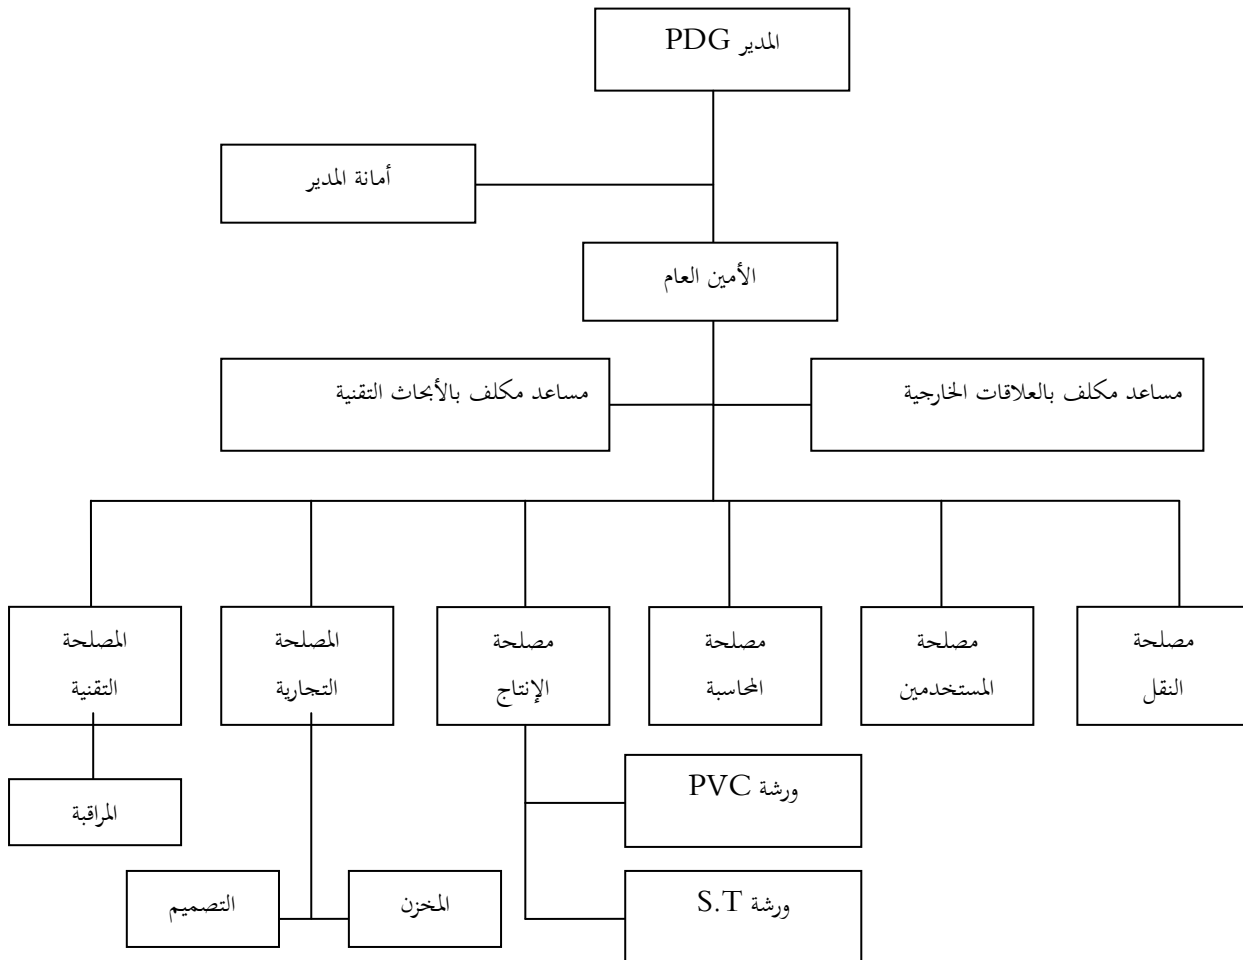 المدير PDG
أمانة المدير
الأمين العام
مساعد مكلف بالعلاقات الخارجية
مساعد مكلف بالأبحاث التقنية
مصلحة
النقل
مصلحة
المستخدمين
مصلحة
المحاسبة
مصلحة
الإنتاج
المصلحة
التجارية
المصلحة
التقنية
ورشة PVC
المراقبة
ورشة S.T
المخزن
التصميم